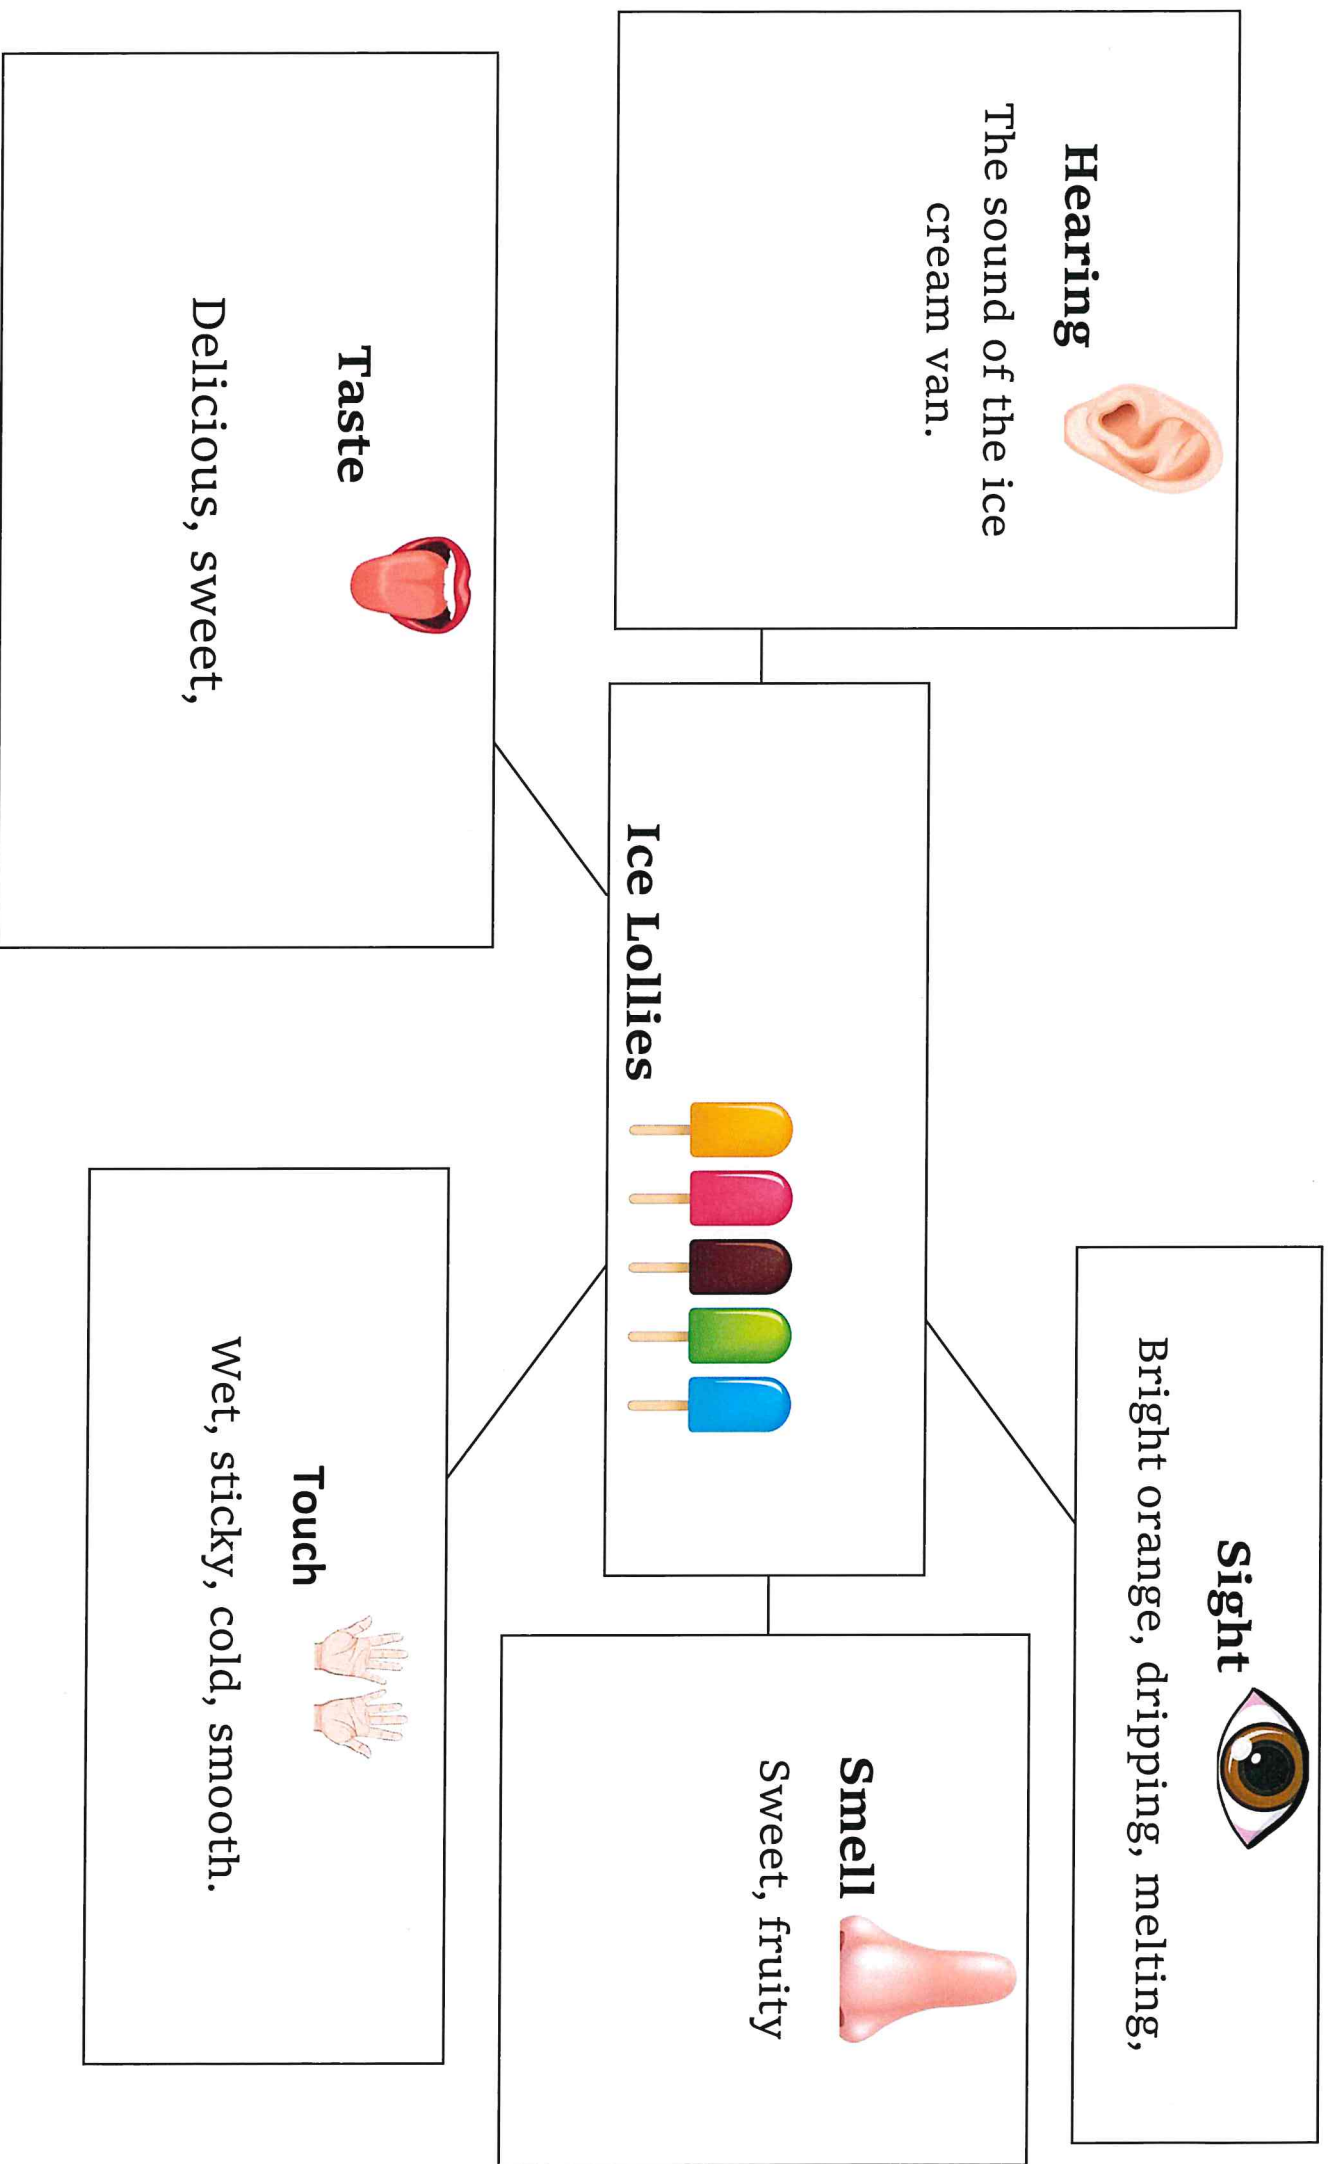 Sight
Bright orange, dripping, melting,
Hearing
The sound of the ice
cream van.
Ice Lollies
Smell
Sweet, fruity
Taste
Delicious, sweet,
Touch
Wet, sticky, cold, smooth.